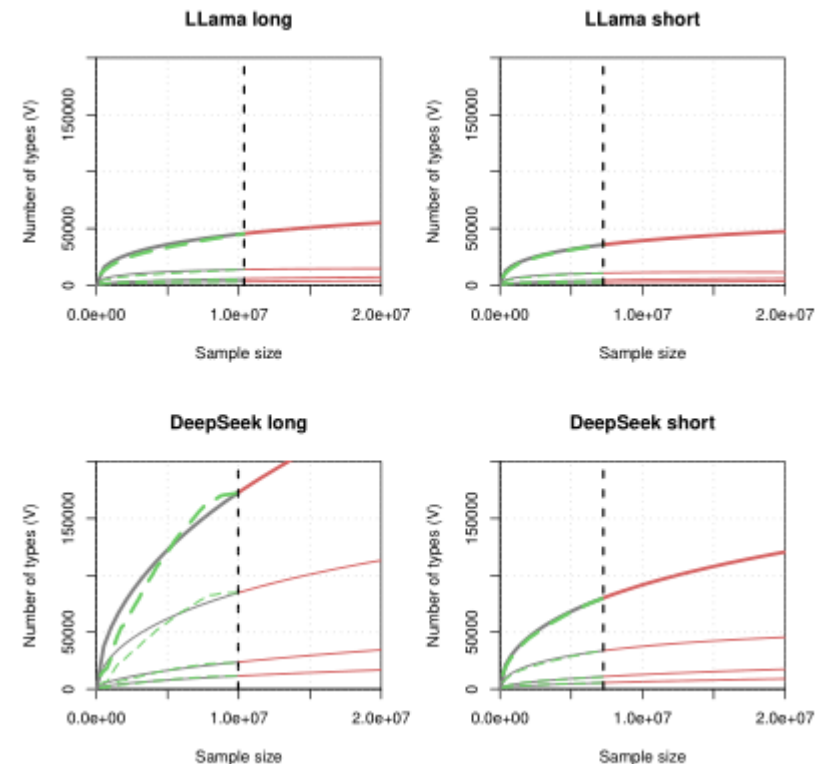 LLama long
LLama short
Number of types (V)
150000
50000
0
Number of types (V)
150000
50000
0
0.0e+00 1.0e+07 2.0e+07
0.0e+00 1.0e+07 2.0e+07
Sample size
Sample size
DeepSeek long
DeepSeek short
Number of types (V)
150000
50000
0
Number of types (V)
150000
50000
0
0.0e+00 1.0e+07 2.0e+07
0.0e+00 1.0e+07 2.0e+07
Sample size
Sample size